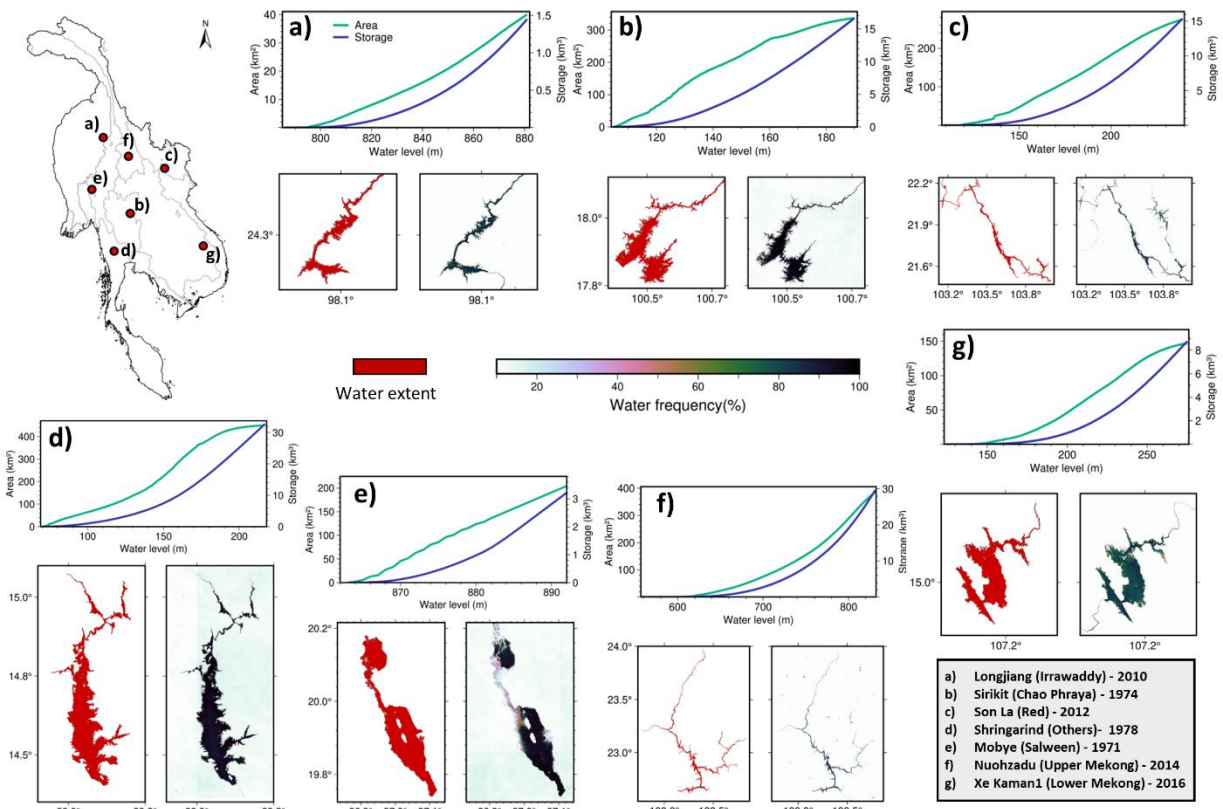 N
a)
f)
c)
e)
b)
d)
g)
a)
Area
Storage
Area (km²)
40
30
20
10
Storage (km³)
1.5
1.0
0.5
800 820 840 860 880
Water level (m)
24.3°
98.1° 98.1°
b)
Area (km²)
300
200
100
0
Storage (km³)
15
10
5
0
120 140 160 180
Water level (m)
18.0°
17.8°
100.5° 100.7° 100.5° 100.7°
c)
Area (km²)
200
100
0
Storage (km³)
15
10
5
0
150 200
Water level (m)
22.2°
21.9°
21.6°
103.2° 103.5° 103.8° 103.2° 103.5° 103.8°
Water extent
20 40 60 80 100
Water frequency(%)
g)
Area (km²)
150
100
50
Storage (km³)
8
6
4
2
150 200 250
Water level (m)
15.0°
107.2° 107.2°
d)
Area (km²)
400
300
200
100
0
Storage (km³)
30
20
10
0
100 150 200
Water level (m)
15.0°
14.8°
14.5°
e)
Area (km²)
200
150
100
50
0
Storage (km³)
3
2
1
0
870 880 890
Water level (m)
20.2°
20.0°
19.8°
f)
Area (km²)
400
300
200
100
Storage (km³)
30
20
10
600 700 800
Water level (m)
24.0°
23.5°
23.0°
a) Longjiang (Irrawaddy) - 2010
b) Sirikit (Chao Phraya) - 1974
c) Son La (Red) - 2012
d) Shringarind (Others)- 1978
e) Mobye (Salween) - 1971
f) Nuohzadu (Upper Mekong) - 2014
g) Xe Kaman1 (Lower Mekong) - 2016